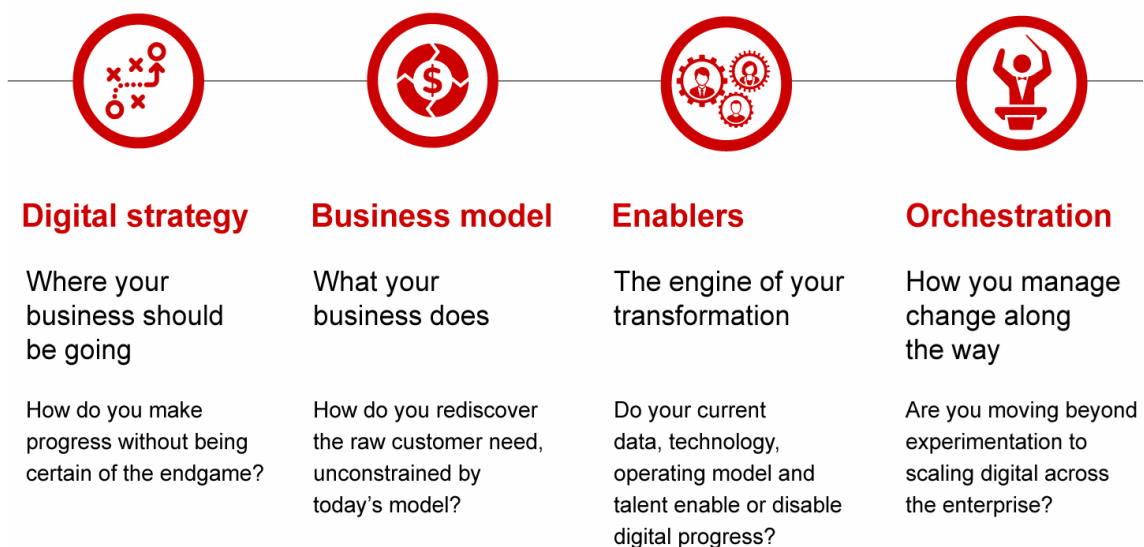 $
Digital strategy
Where your
business should
be going
How do you make
progress without being
certain of the endgame?
Business model
What your
business does
How do you rediscover
the raw customer need,
unconstrained by
today’s model?
Enablers
The engine of your
transformation
Do your current
data, technology,
operating model and
talent enable or disable
digital progress?
Orchestration
How you manage
change along
the way
Are you moving beyond
experimentation to
scaling digital across
the enterprise?